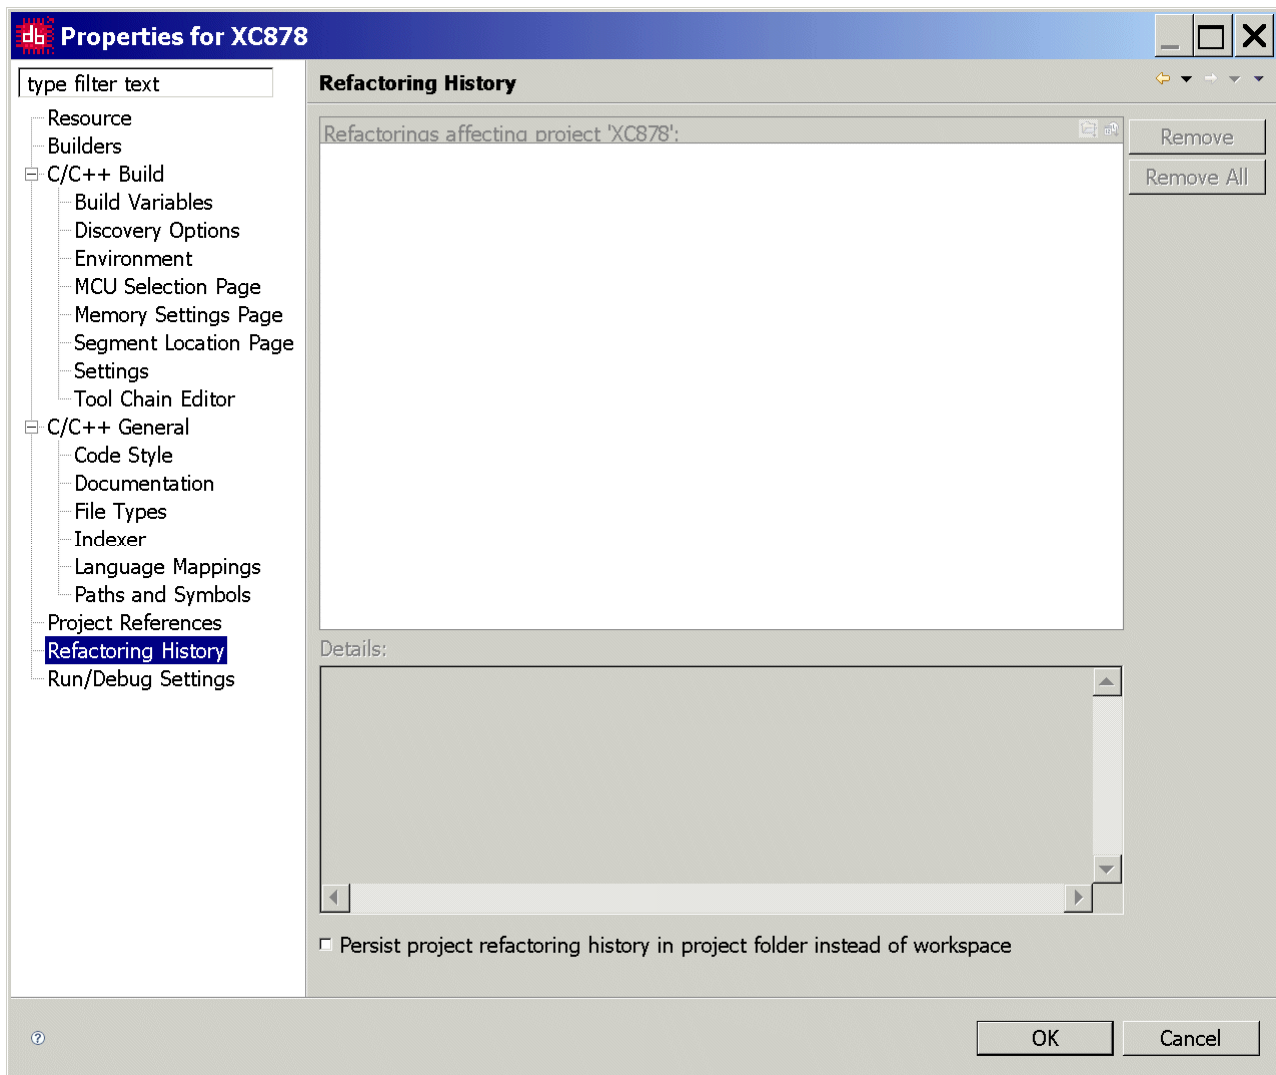 db Properties for XC878
type filter text
Resource
Builders
C/C++ Build
Build Variables
Discovery Options
Environment
MCU Selection Page
Memory Settings Page
Segment Location Page
Settings
Tool Chain Editor
C/C++ General
Code Style
Documentation
File Types
Indexer
Language Mappings
Paths and Symbols
Project References
Refactoring History
Run/Debug Settings
Refactoring History
Refactorings affecting project 'XC878':
Remove
Remove All
Details:
Persist project refactoring history in project folder instead of workspace
?
OK
Cancel